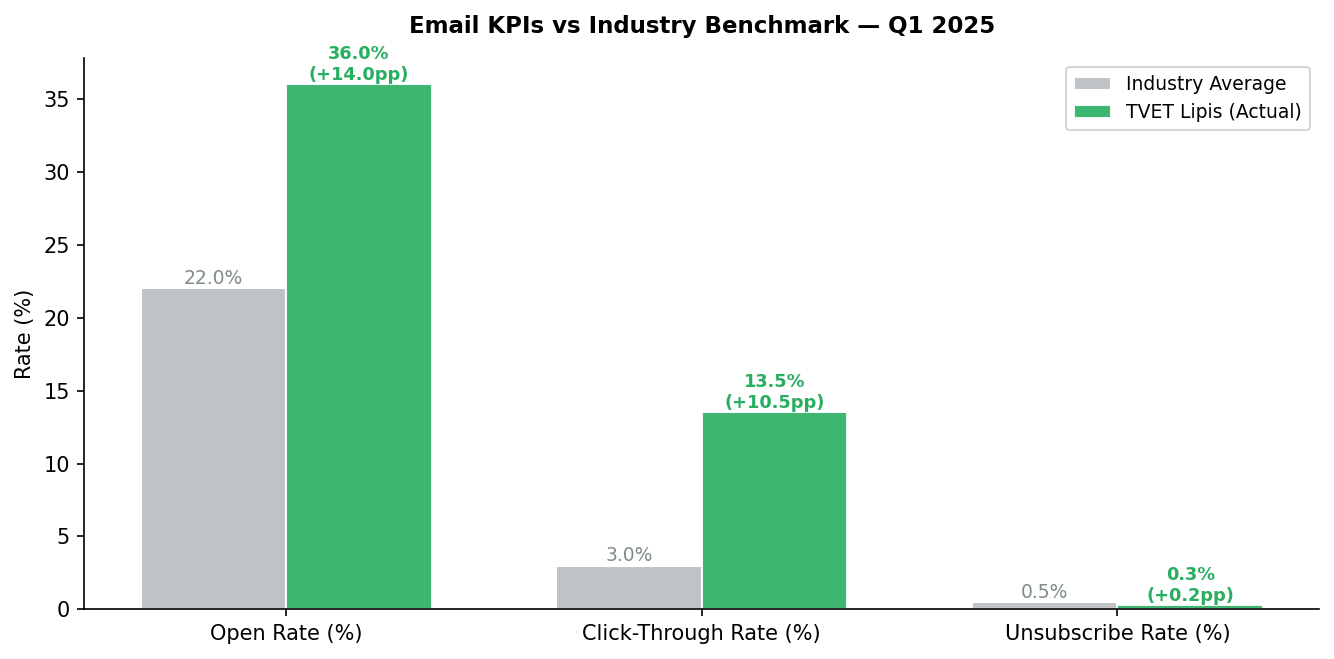 Email KPIs vs Industry Benchmark — Q1 2025
Industry Average
TVET Lipis (Actual)
Rate (%)
35
30
25
20
15
10
5
0
22.0%
36.0%
(+14.0pp)
3.0%
13.5%
(+10.5pp)
0.5%
0.3%
(+0.2pp)
Open Rate (%)
Click-Through Rate (%)
Unsubscribe Rate (%)